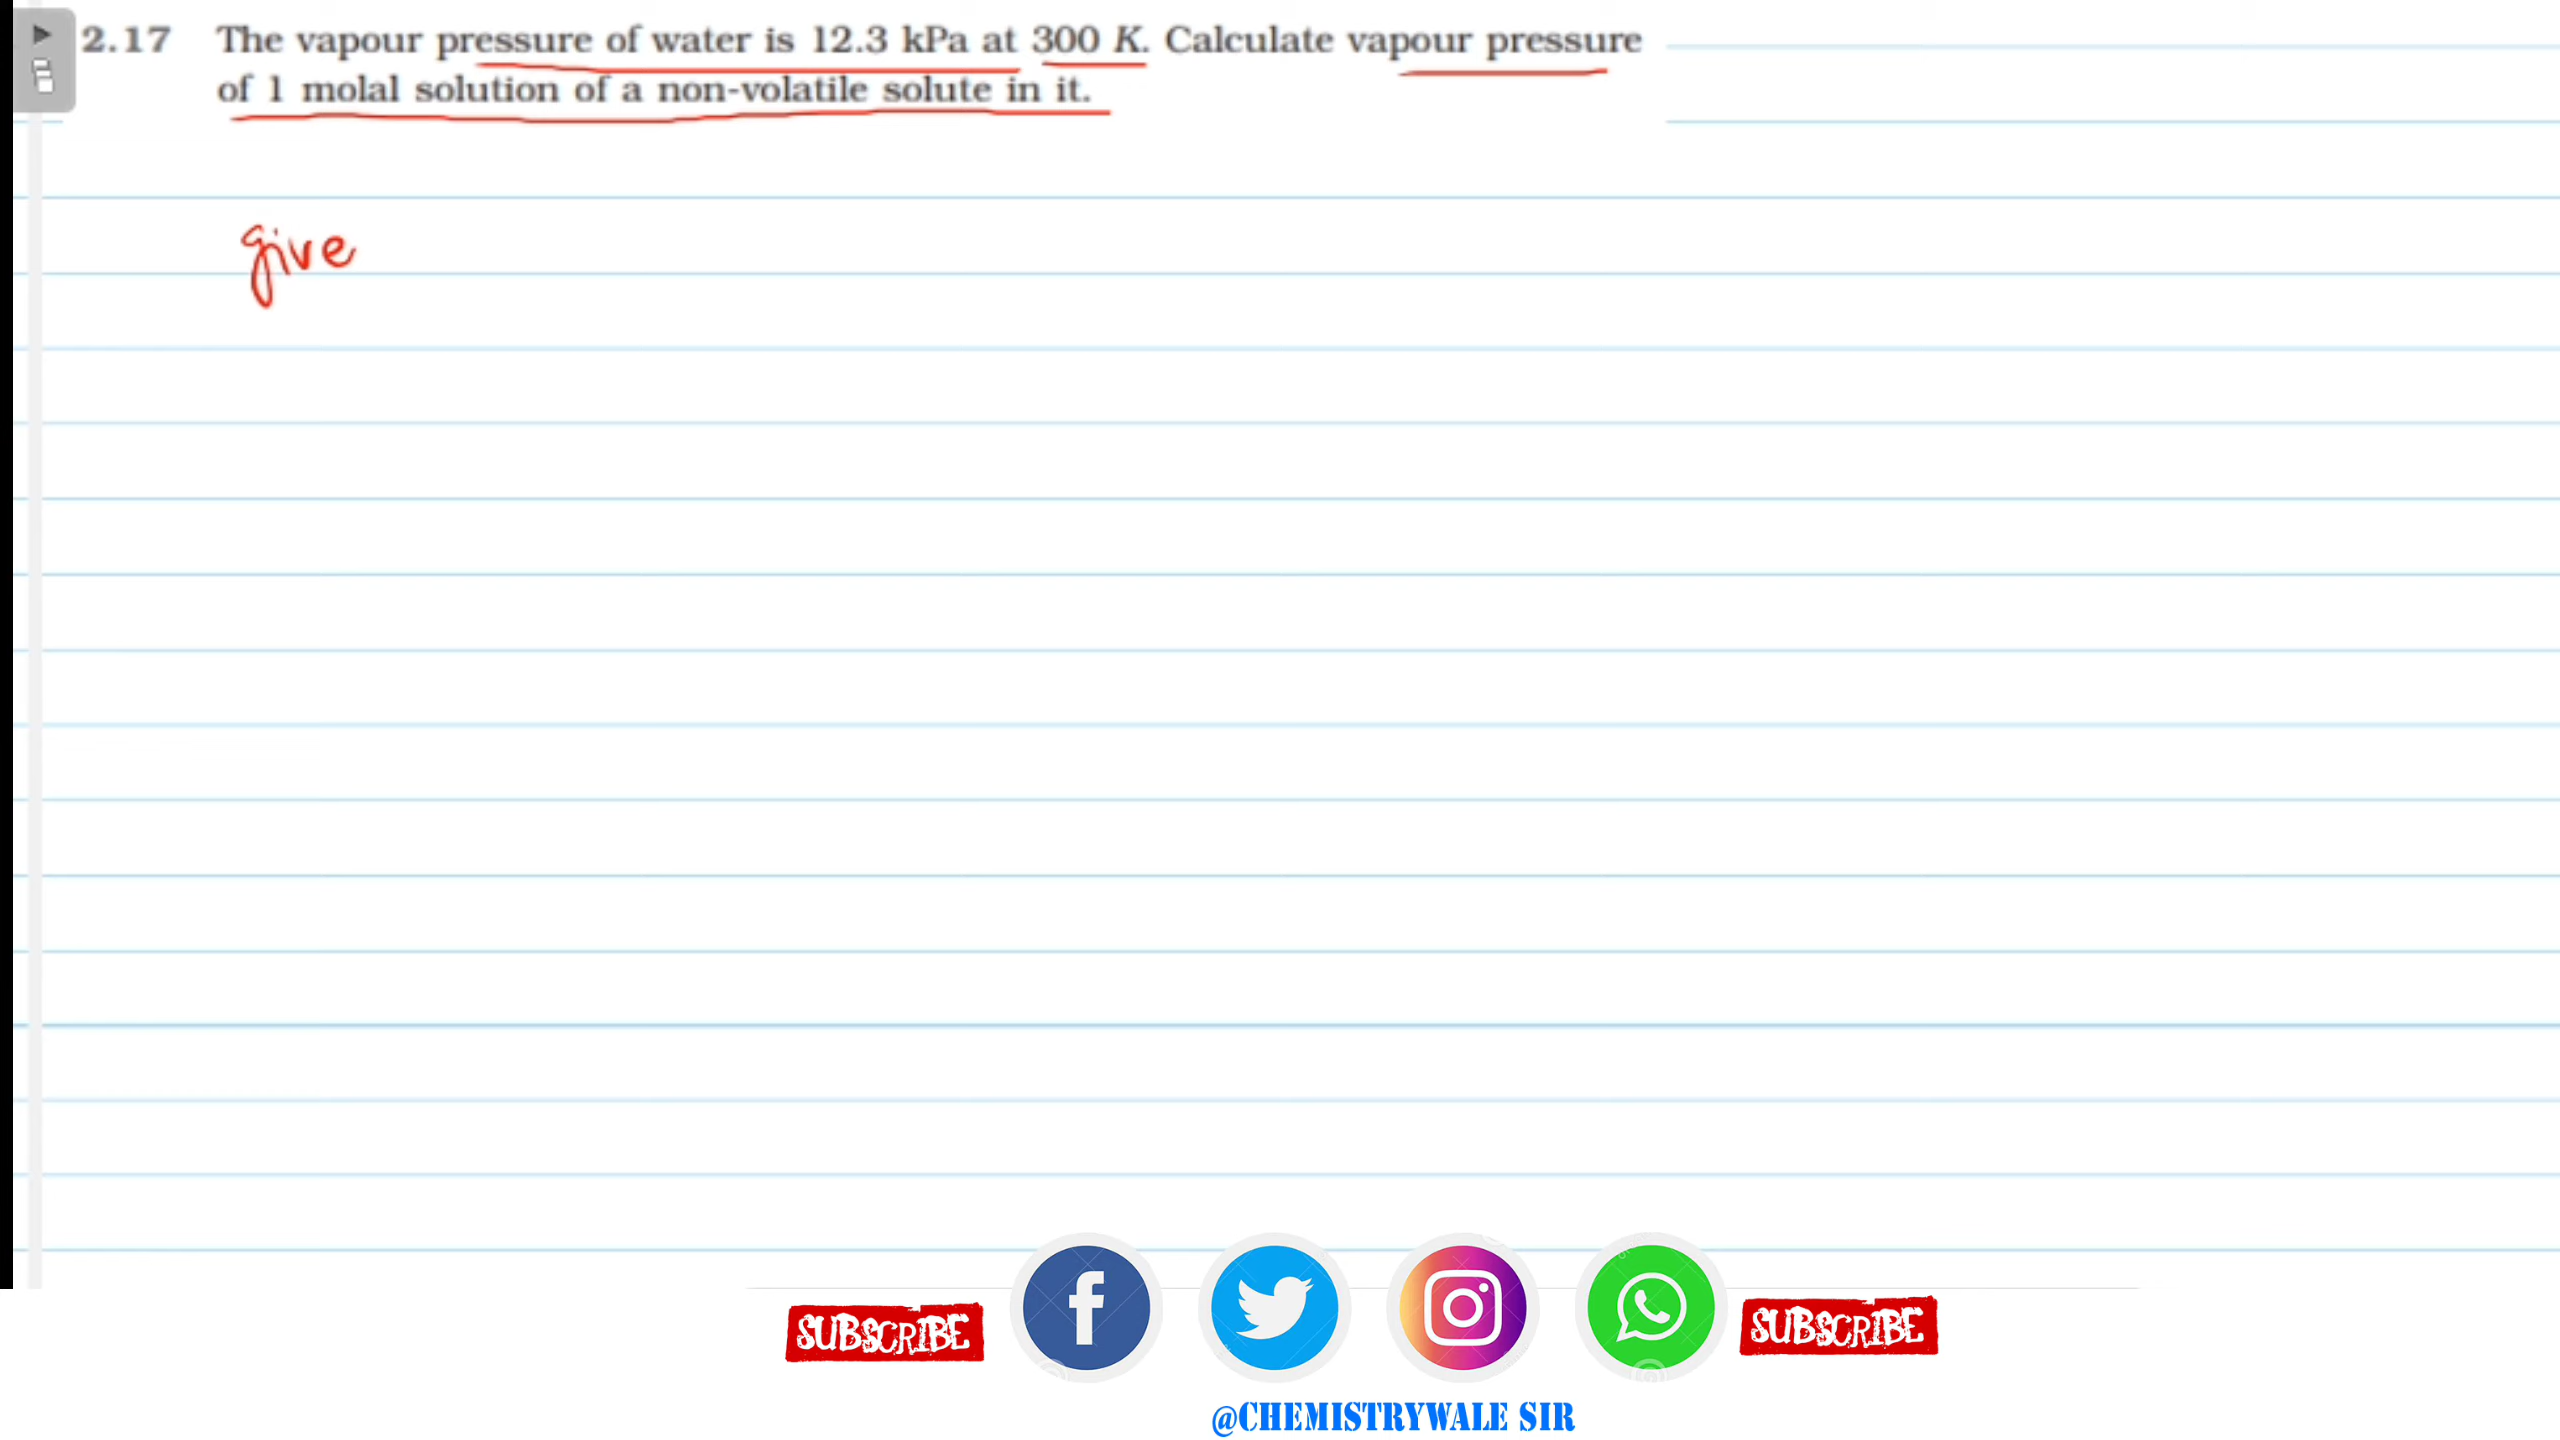 2.17 The vapour pressure of water is 12.3 kPa at 300 K. Calculate vapour pressure
of 1 molal solution of a non-volatile solute in it.
give
SUBSCRIBE
SUBSCRIBE
@CHEMISTRYWALE SIR